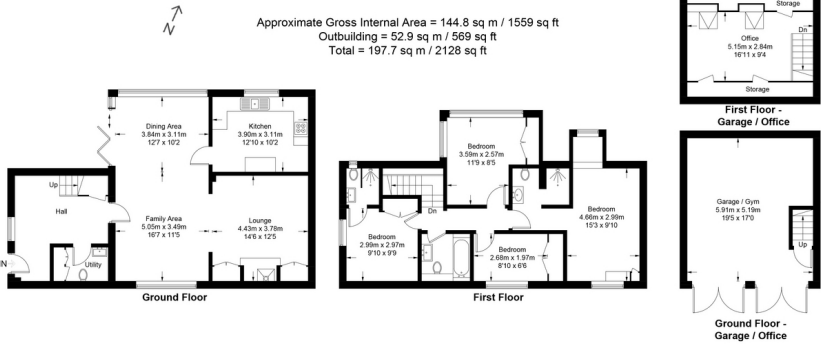 Approximate Gross Internal Area = 144.8 sq m / 1559 sq ft
Outbuilding = 52.9 sq m / 569 sq ft
Total = 197.7 sq m / 2128 sq ft
Dining Area
3.84m x 3.11m
12'7 x 10'2
Kitchen
3.90m x 3.11m
12'10 x 10'2
Up
Hall
Family Area
5.05m x 3.49m
16'7 x 11'5
Lounge
4.43m x 3.78m
14'6 x 12'5
IN
Utility
Ground Floor
Bedroom
3.59m x 2.57m
11'9 x 8'5
Dn
Bedroom
2.99m x 2.97m
9'10 x 9'9
Bedroom
4.66m x 2.99m
15'3 x 9'10
Bedroom
2.68m x 1.97m
8'10 x 6'6
First Floor
Storage
Office
5.15m x 2.84m
16'11 x 9'4
Dn
Storage
First Floor -
Garage / Office
Garage / Gym
5.91m x 5.19m
19'5 x 17'0
Up
Ground Floor -
Garage / Office